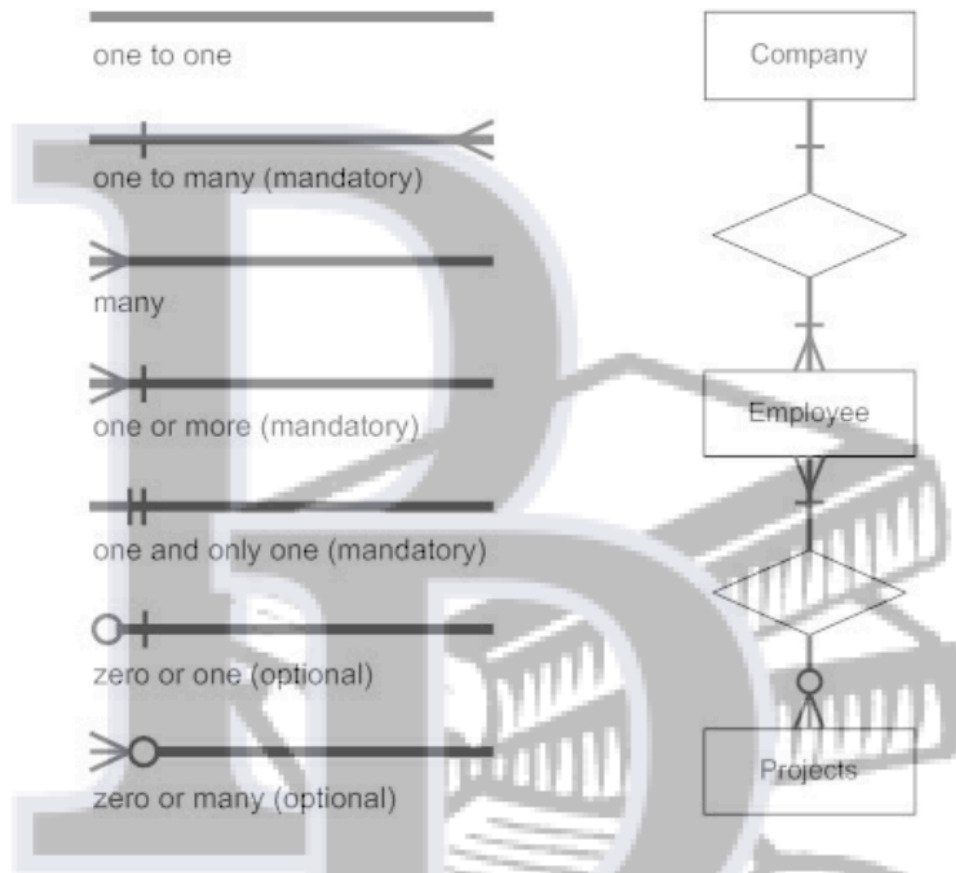 one to one
one to many (mandatory)
many
one or more (mandatory)
one and only one (mandatory)
zero or one (optional)
zero or many (optional)
Company
Employee
Projects